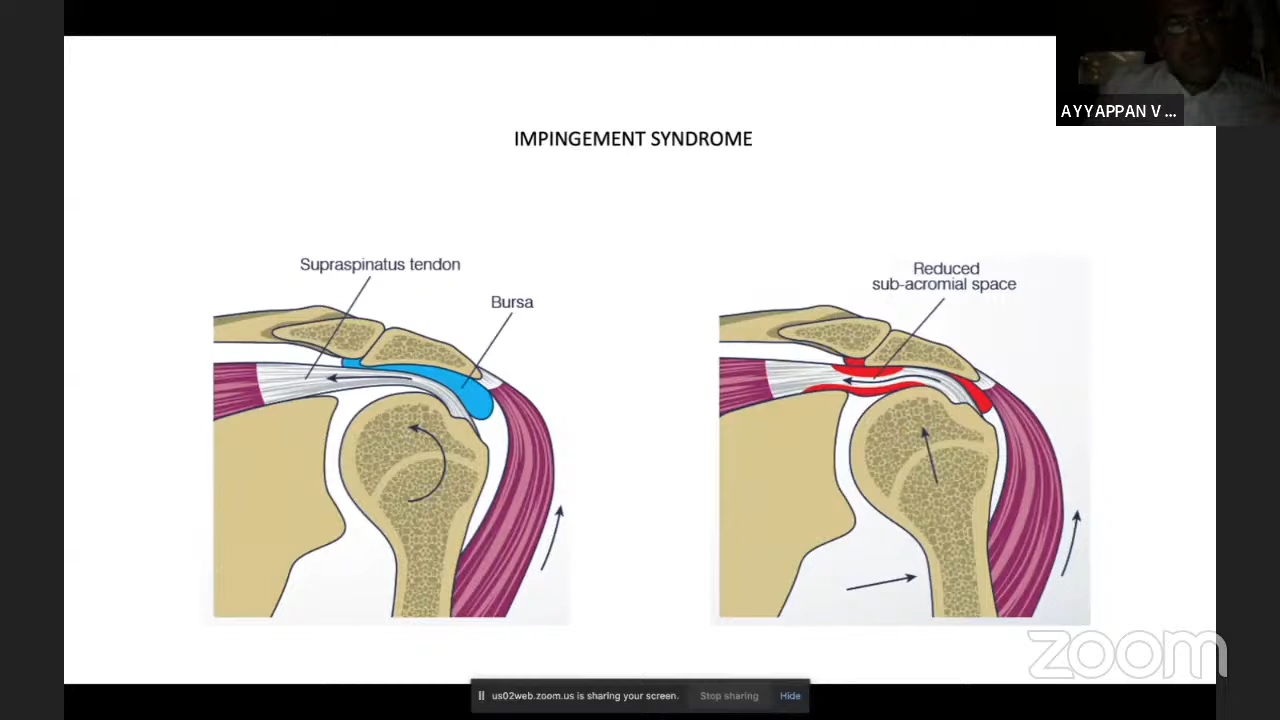 AYYAPPAN V ...
IMPINGEMENT SYNDROME
Supraspinatus tendon
Bursa
Reduced
sub-acromial space
zoom
us02web.zoom.us is sharing your screen.
Stop sharing
Hide